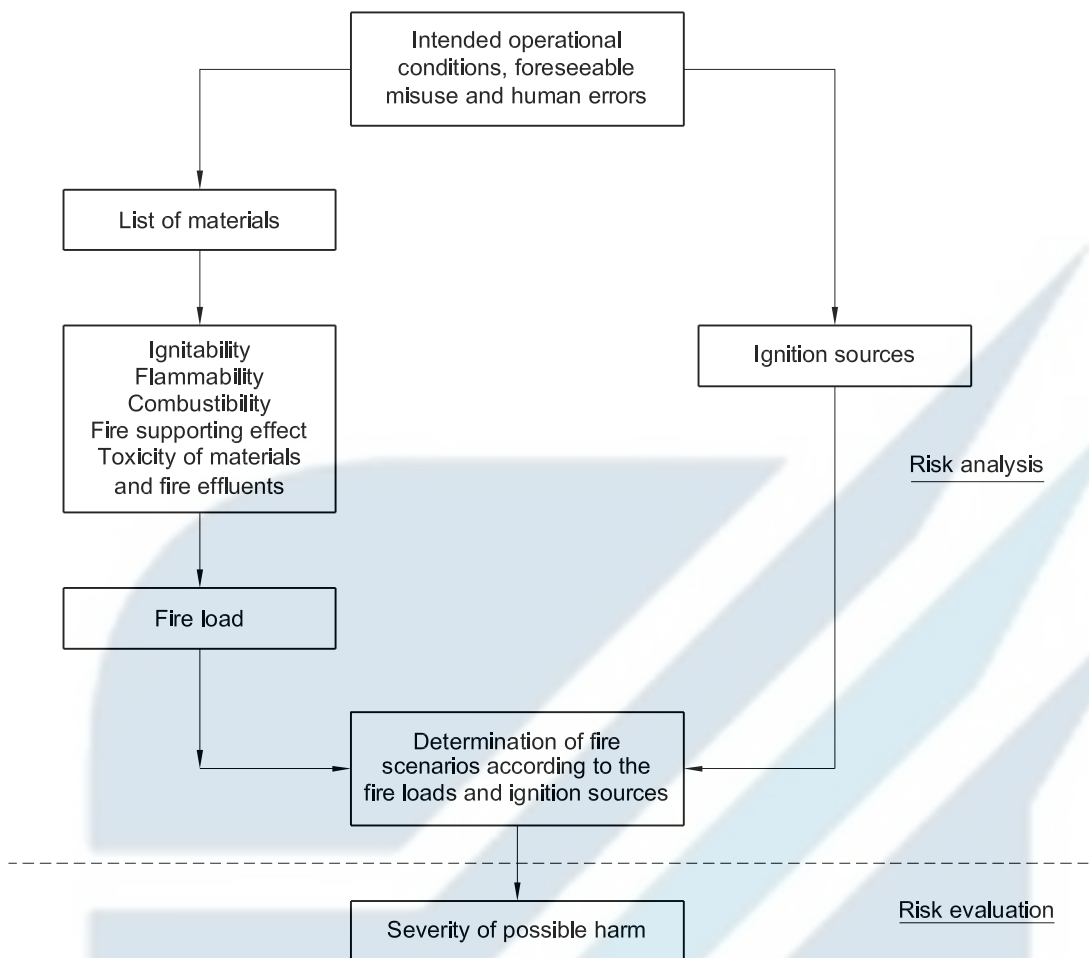 Intended operational
conditions, foreseeable
misuse and human errors
List of materials
Ignitability
Flammability
Combustibility
Fire supporting effect
Toxicity of materials
and fire effluents
Ignition sources
Risk analysis
Fire load
Determination of fire
scenarios according to the
fire loads and ignition sources
Risk evaluation
Severity of possible harm